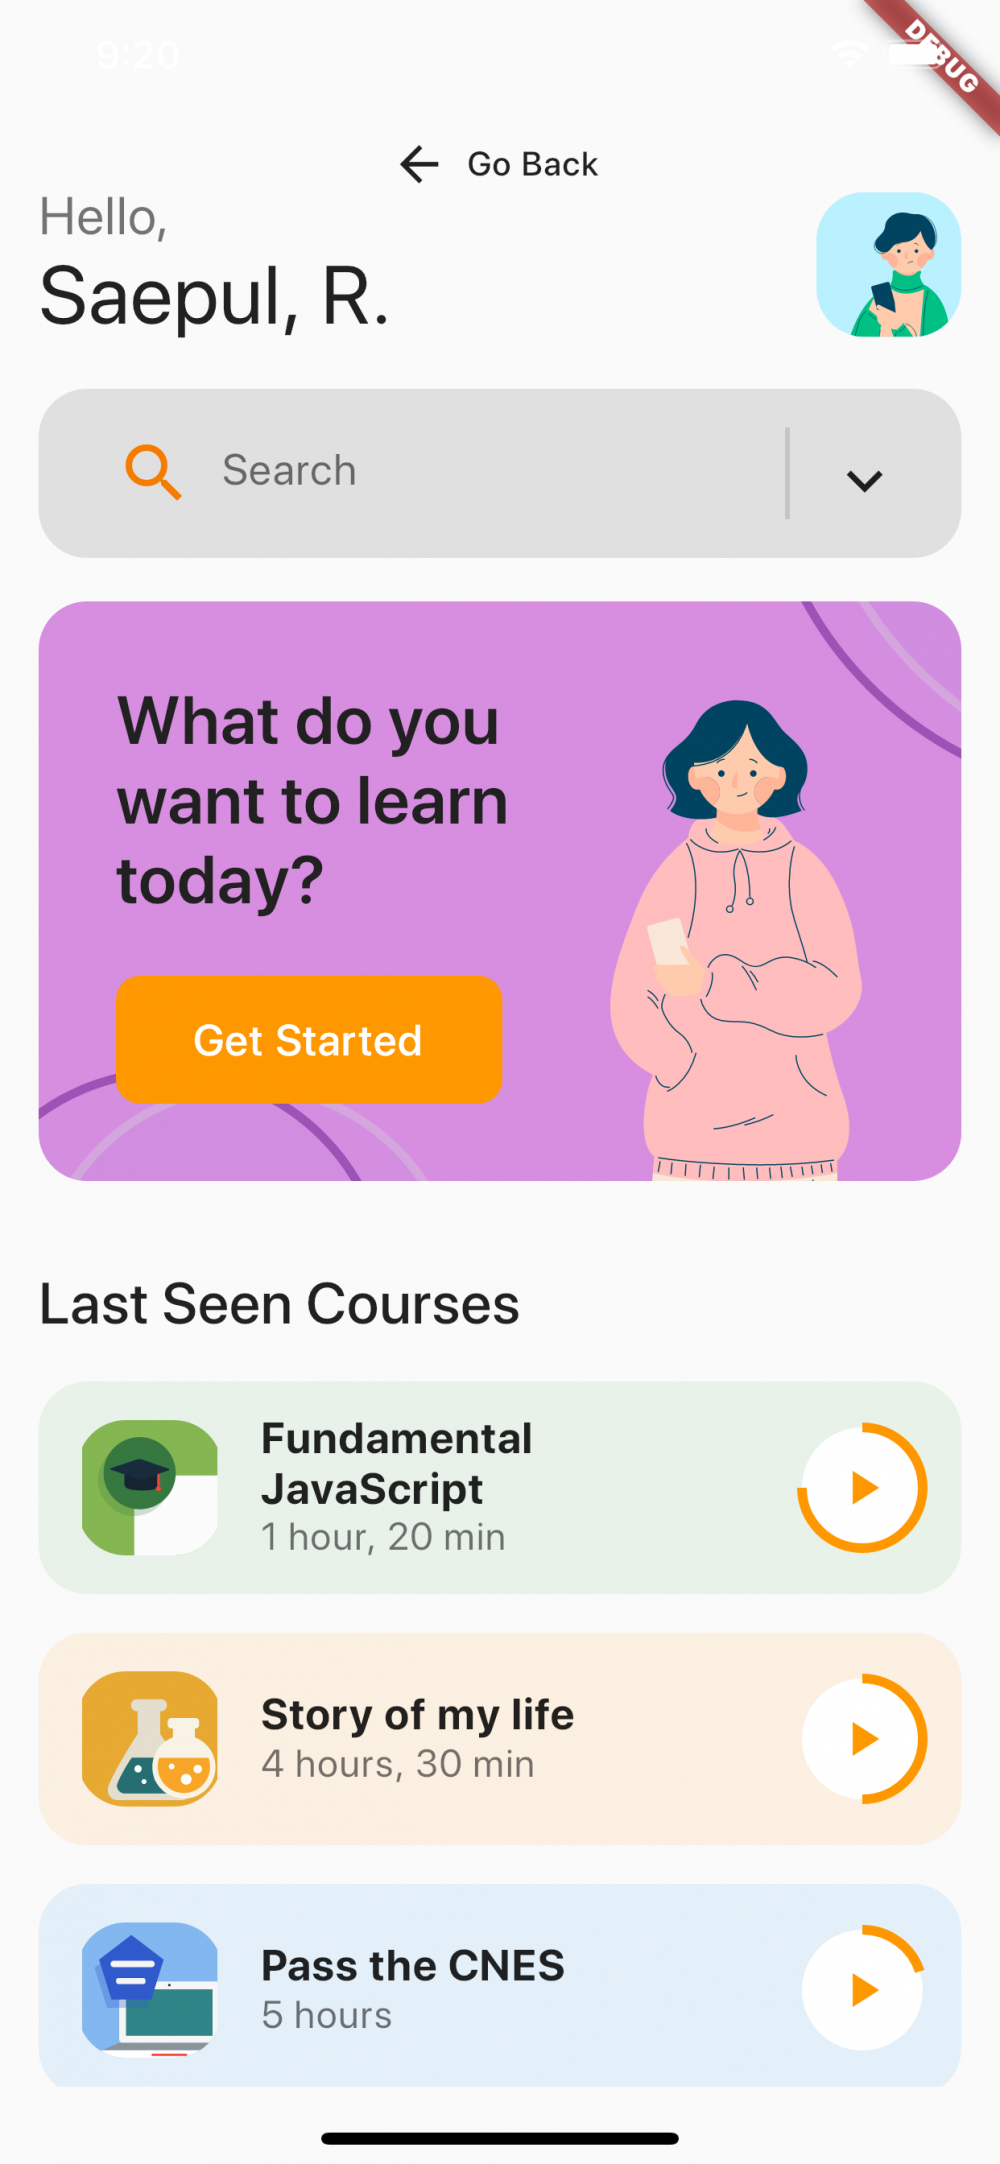 9:20
DEBUG
Go Back
Hello,
Saepul, R.
Search
What do you
want to learn
today?
Get Started
Last Seen Courses
Fundamental
JavaScript
1 hour, 20 min
Story of my life
4 hours, 30 min
Pass the CNES
5 hours